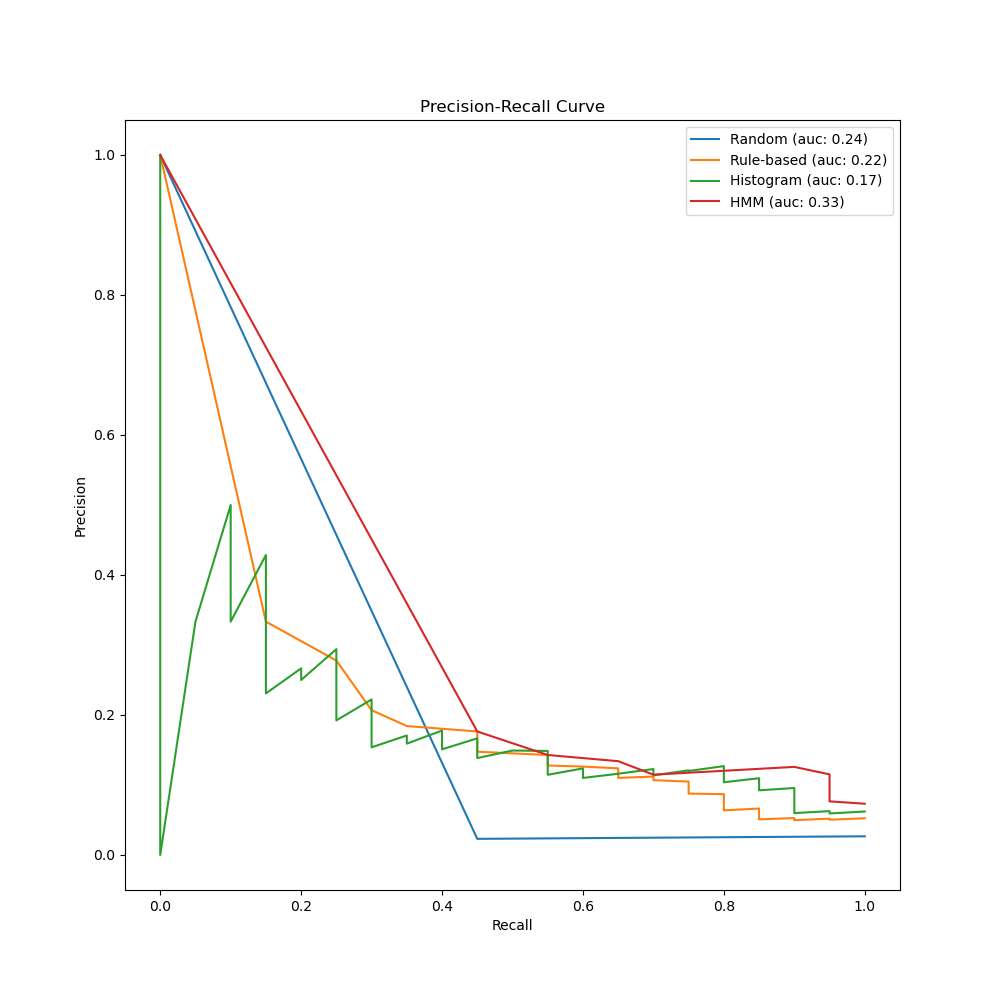 Precision-Recall Curve
Random (auc: 0.24)
Rule-based (auc: 0.22)
Histogram (auc: 0.17)
HMM (auc: 0.33)
1.0
0.8
0.6
0.4
0.2
0.0
Precision
0.0 0.2 0.4 0.6 0.8 1.0
Recall